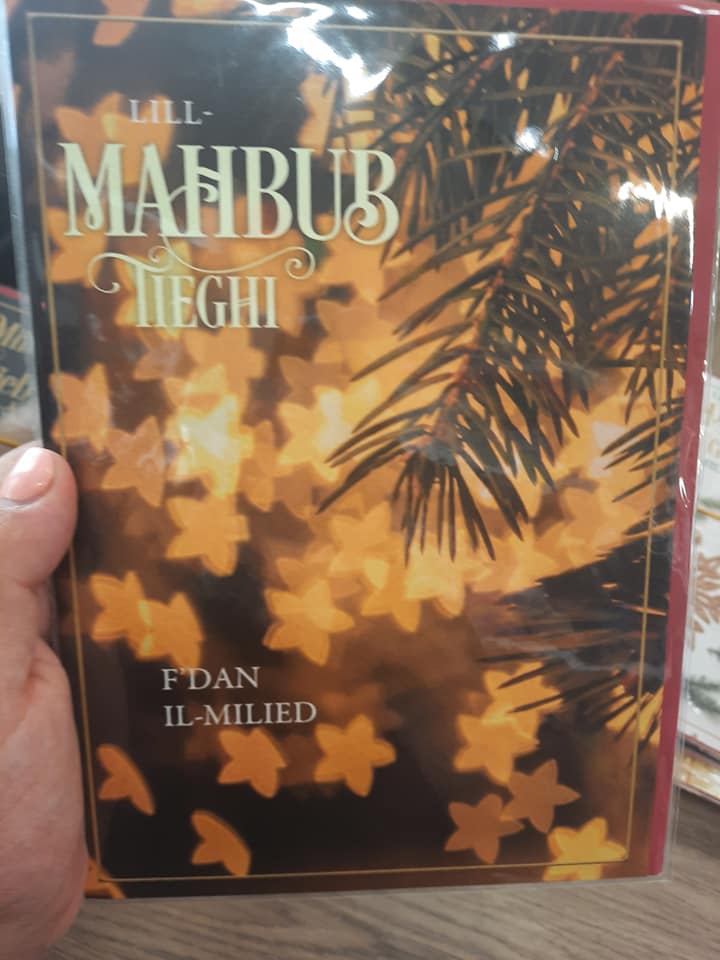 LILL-
MAHBUB
TIEGHI
F'DAN
IL-MILIED